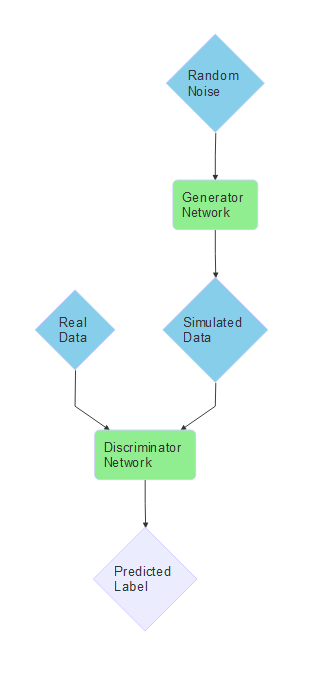 Random
Noise
Generator
Network
Real
Data
Simulated
Data
Discriminator
Network
Predicted
Label